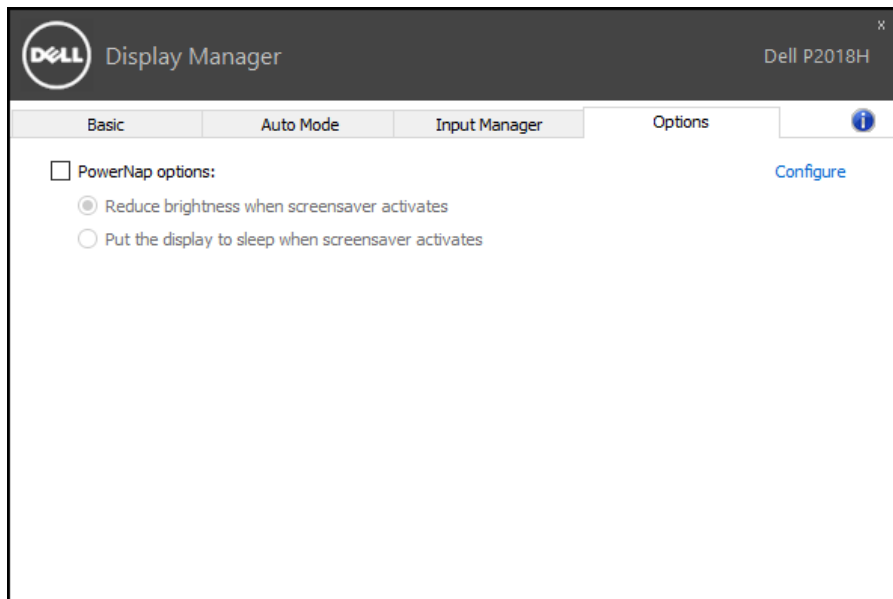 x
DELL Display Manager Dell P2018H
Basic Auto Mode Input Manager Options i
PowerNap options: Configure
Reduce brightness when screensaver activates
Put the display to sleep when screensaver activates